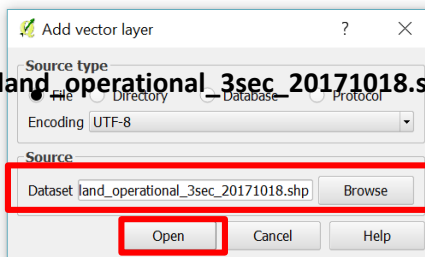 Add vector layer ?
Source type
land_operational_3sec_20171018.s
File Directory Database Protocol
Encoding UTF-8
Source
Dataset land_operational_3sec_20171018.shp Browse
Open Cancel Help